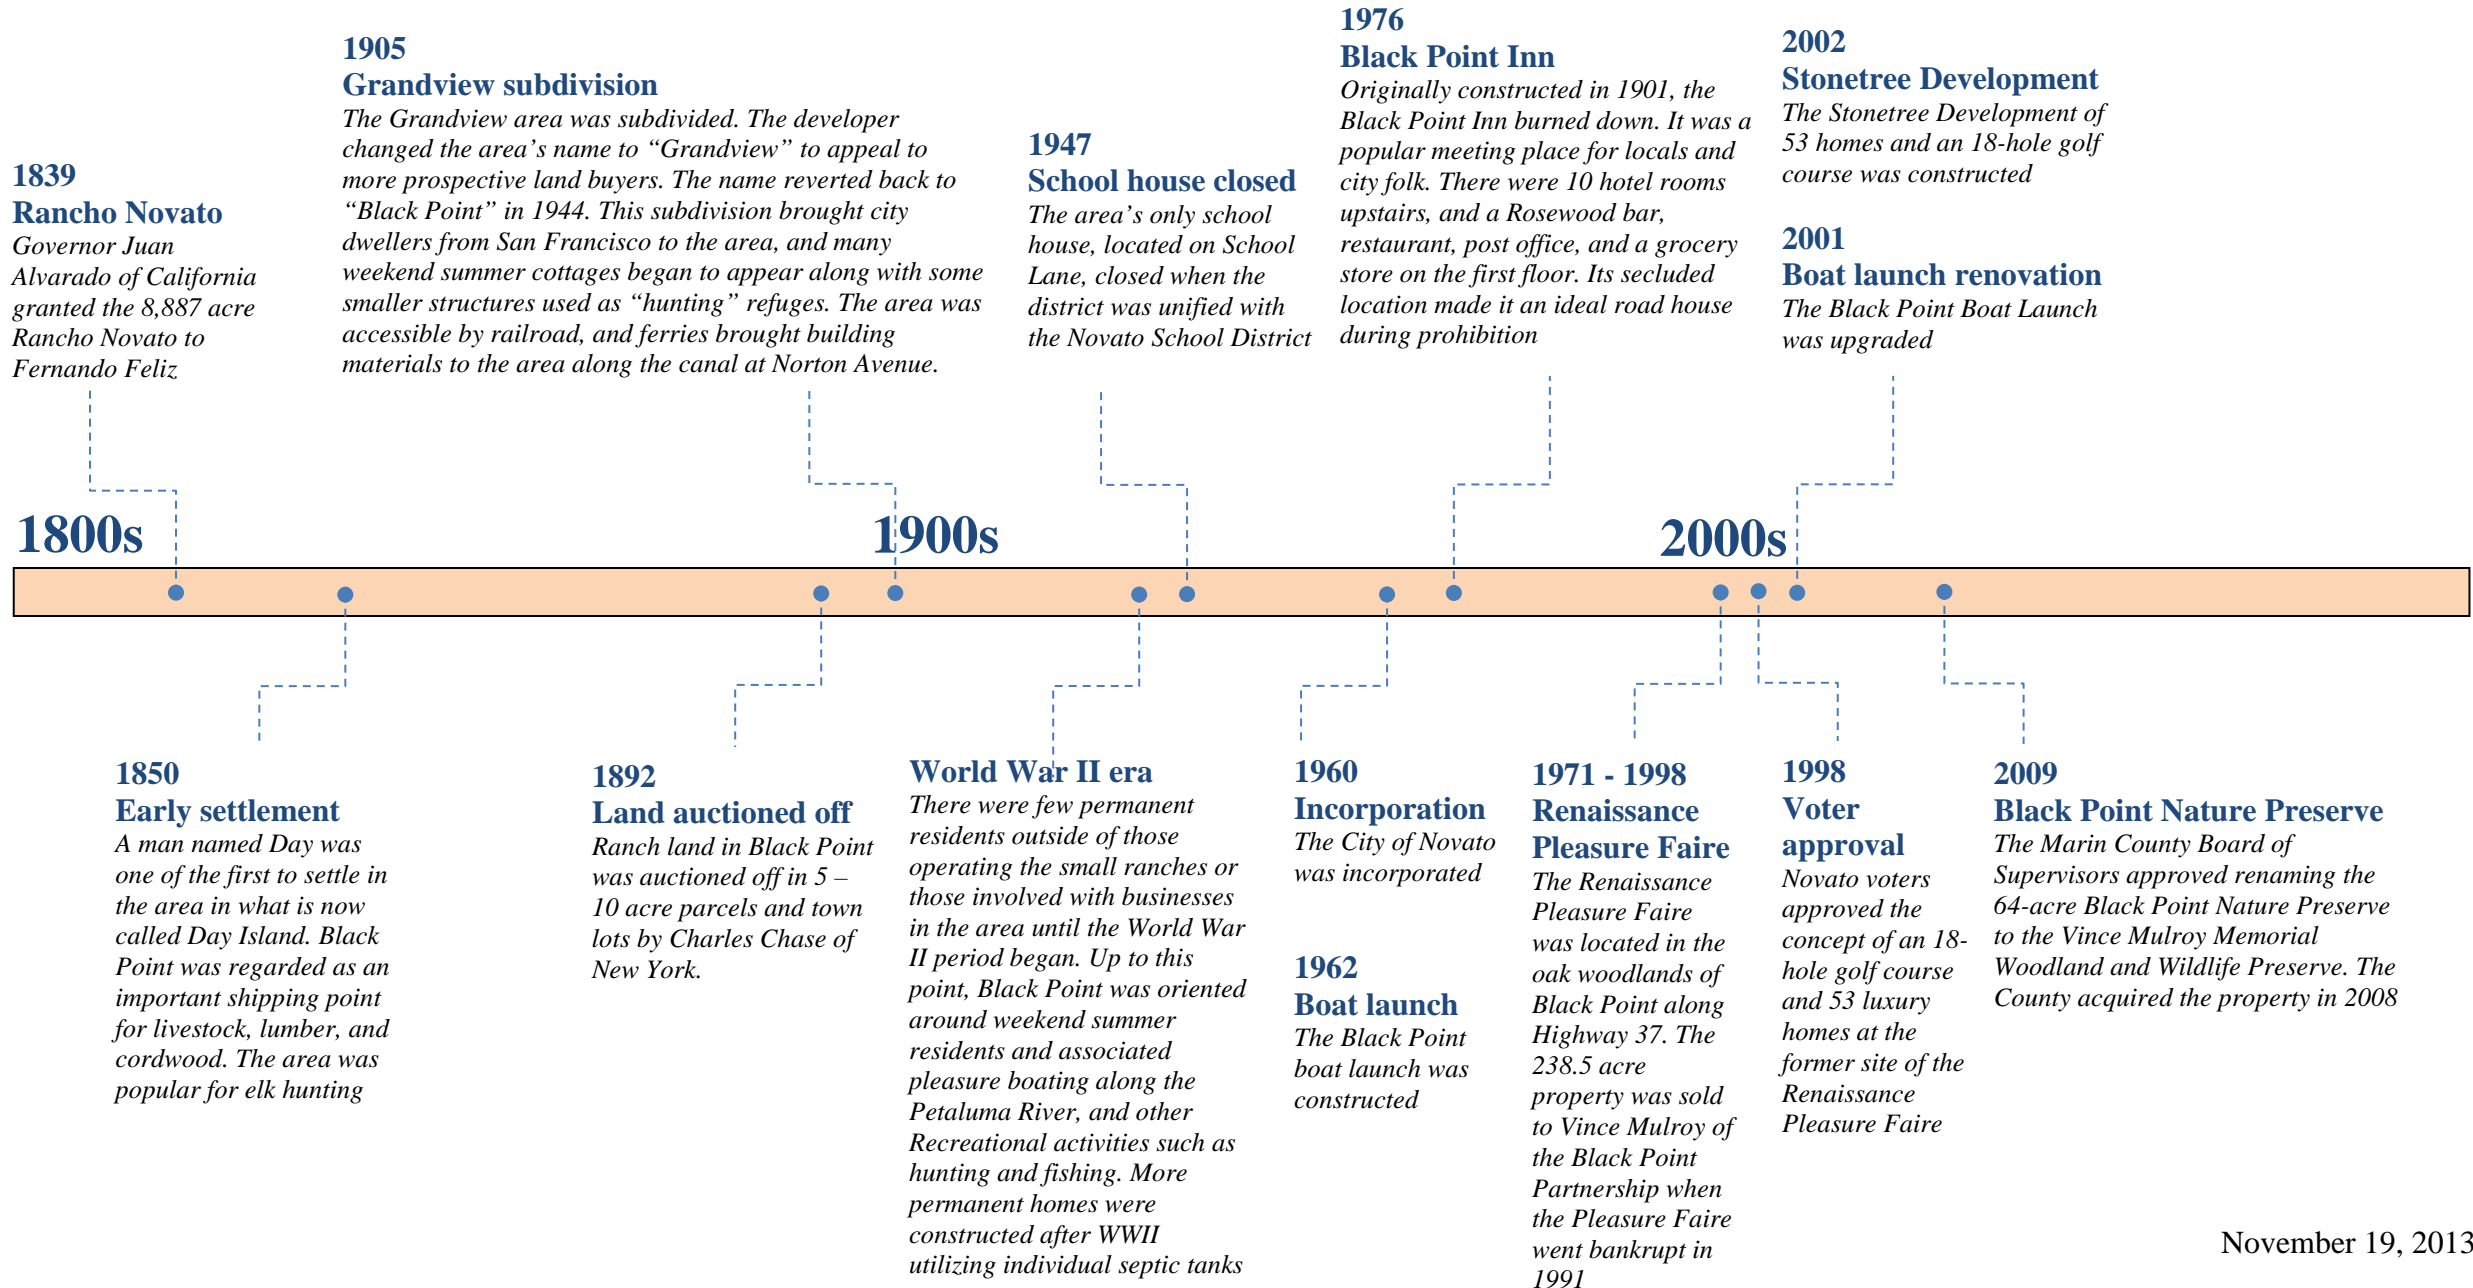 1839
Rancho Novato
Governor Juan
Alvarado of California
granted the 8,887 acre
Rancho Novato to
Fernando Feliz
1905
Grandview subdivision
The Grandview area was subdivided. The developer
changed the area’s name to “Grandview” to appeal to
more prospective land buyers. The name reverted back to
“Black Point” in 1944. This subdivision brought city
dwellers from San Francisco to the area, and many
weekend summer cottages began to appear along with some
smaller structures used as “hunting” refuges. The area was
accessible by railroad, and ferries brought building
materials to the area along the canal at Norton Avenue.
1947
School house closed
The area’s only school
house, located on School
Lane, closed when the
district was unified with
the Novato School District
1976
Black Point Inn
Originally constructed in 1901, the
Black Point Inn burned down. It was a
popular meeting place for locals and
city folk. There were 10 hotel rooms
upstairs, and a Rosewood bar,
restaurant, post office, and a grocery
store on the first floor. Its secluded
location made it an ideal road house
during prohibition
2002
Stonetree Development
The Stonetree Development of
53 homes and an 18-hole golf
course was constructed
2001
Boat launch renovation
The Black Point Boat Launch
was upgraded
1800s
1900s
2000s
1850
Early settlement
A man named Day was
one of the first to settle in
the area in what is now
called Day Island. Black
Point was regarded as an
important shipping point
for livestock, lumber, and
cordwood. The area was
popular for elk hunting
1892
Land auctioned off
Ranch land in Black Point
was auctioned off in 5 –
10 acre parcels and town
lots by Charles Chase of
New York.
World War II era
There were few permanent
residents outside of those
operating the small ranches or
those involved with businesses
in the area until the World War
II period began. Up to this
point, Black Point was oriented
around weekend summer
residents and associated
pleasure boating along the
Petaluma River, and other
Recreational activities such as
hunting and fishing. More
permanent homes were
constructed after WWII
utilizing individual septic tanks
1960
Incorporation
The City of Novato
was incorporated
1962
Boat launch
The Black Point
boat launch was
constructed
1971 - 1998
Renaissance
Pleasure Faire
The Renaissance
Pleasure Faire
was located in the
oak woodlands of
Black Point along
Highway 37. The
238.5 acre
property was sold
to Vince Mulroy of
the Black Point
Partnership when
the Pleasure Faire
went bankrupt in
1991
1998
Voter
approval
Novato voters
approved the
concept of an 18-
hole golf course
and 53 luxury
homes at the
former site of the
Renaissance
Pleasure Faire
2009
Black Point Nature Preserve
The Marin County Board of
Supervisors approved renaming the
64-acre Black Point Nature Preserve
to the Vince Mulroy Memorial
Woodland and Wildlife Preserve. The
County acquired the property in 2008
November 19, 2013